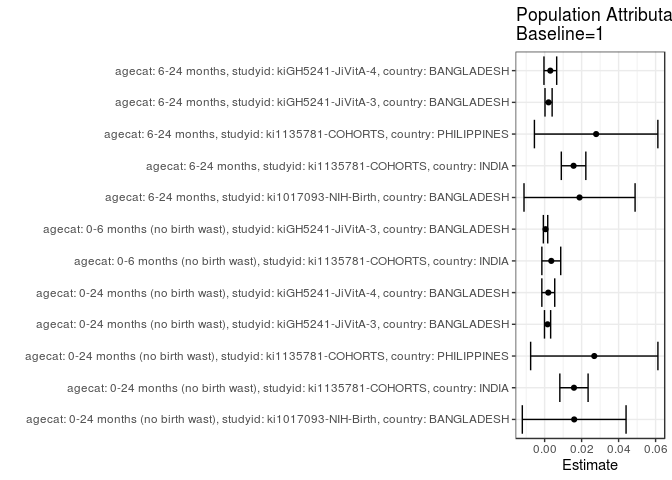 Population Attributa
Baseline=1
agecat: 6-24 months, studyid: kiGH5241-JiVitA-4, country: BANGLADESH
agecat: 6-24 months, studyid: kiGH5241-JiVitA-3, country: BANGLADESH
agecat: 6-24 months, studyid: ki1135781-COHORTS, country: PHILIPPINES
agecat: 6-24 months, studyid: ki1135781-COHORTS, country: INDIA
agecat: 6-24 months, studyid: ki1017093-NIH-Birth, country: BANGLADESH
agecat: 0-6 months (no birth wast), studyid: kiGH5241-JiVitA-3, country: BANGLADESH
agecat: 0-6 months (no birth wast), studyid: ki1135781-COHORTS, country: INDIA
agecat: 0-24 months (no birth wast), studyid: kiGH5241-JiVitA-4, country: BANGLADESH
agecat: 0-24 months (no birth wast), studyid: kiGH5241-JiVitA-3, country: BANGLADESH
agecat: 0-24 months (no birth wast), studyid: ki1135781-COHORTS, country: PHILIPPINES
agecat: 0-24 months (no birth wast), studyid: ki1135781-COHORTS, country: INDIA
agecat: 0-24 months (no birth wast), studyid: ki1017093-NIH-Birth, country: BANGLADESH
0.00 0.02 0.04 0.06
Estimate